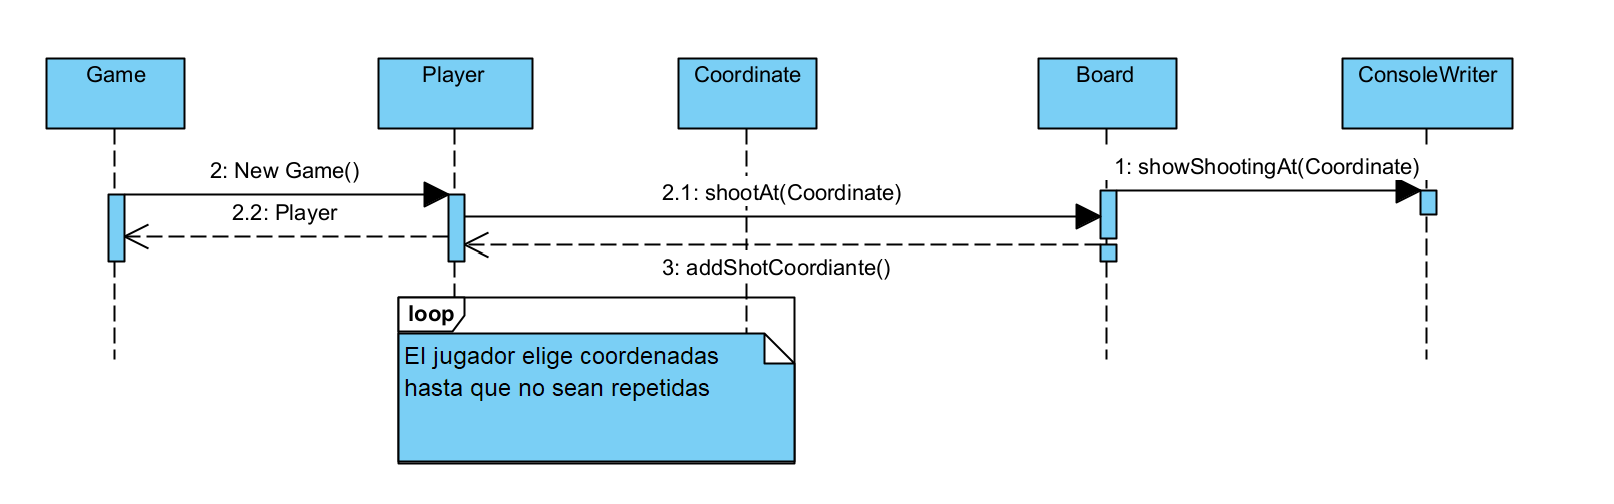 Game
Player
Coordinate
Board
ConsoleWriter
2: New Game()
1: showShootingAt(Coordinate)
2.1: shootAt(Coordinate)
2.2: Player
3: addShotCoordiante()
loop
El jugador elige coordenadas
hasta que no sean repetidas